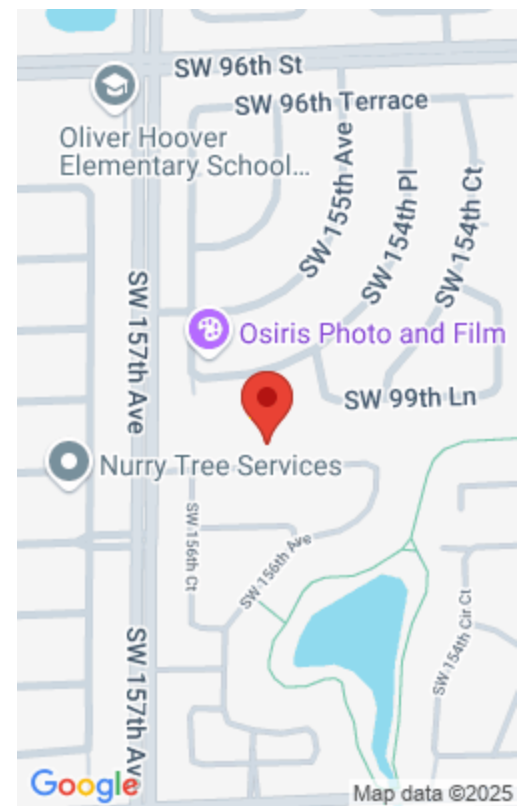 SW 96th St
SW 96th Terrace
Oliver Hoover
Elementary School...
SW 155th Ave
SW 154th Pl
SW 154th Ct
SW 157th Ave
Osiris Photo and Film
SW 99th Ln
Nurry Tree Services
SW 156th Ct
SW 156th Ave
SW 154th Cir Ct
SW 157th Av
Google
Map data ©2025